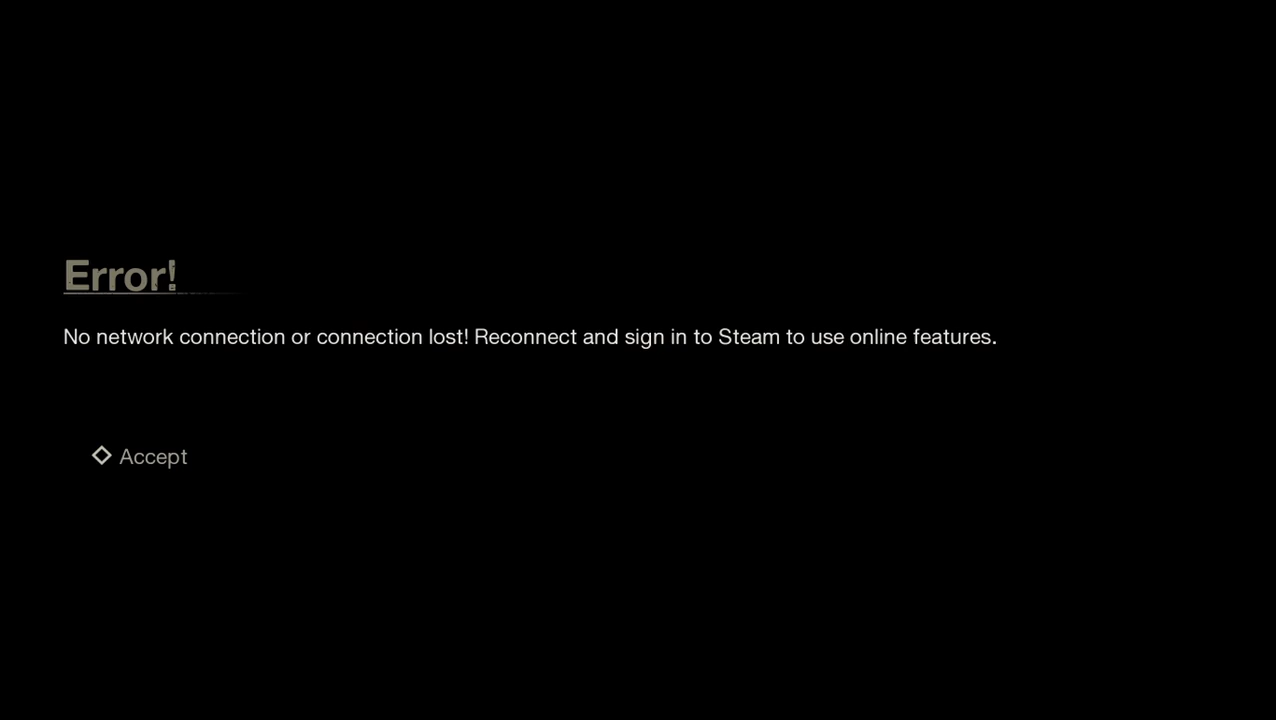 Error!
No network connection or connection lost! Reconnect and sign in to Steam to use online features.
Accept